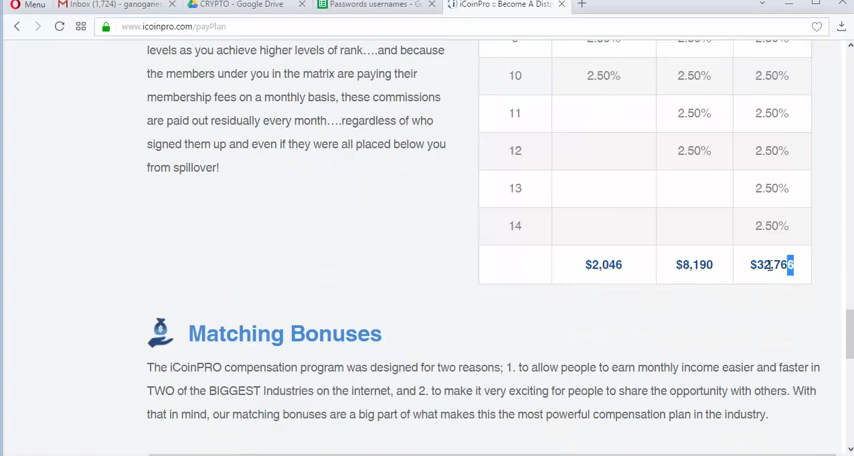 Menu
Inbox (1,724) - ganoganes
CRYPTO - Google Drive
Passwords usernames - G
iCoinPro :: Become A Dist
www.icoinpro.com/payPlan
levels as you achieve higher levels of rank….and because
the members under you in the matrix are paying their
membership fees on a monthly basis, these commissions
are paid out residually every month….regardless of who
signed them up and even if they were all placed below you
from spillover!
10 2.50% 2.50% 2.50%
11 2.50% 2.50%
12 2.50% 2.50%
13 2.50%
14 2.50%
$2,046 $8,190 $32,766
Matching Bonuses
The iCoinPRO compensation program was designed for two reasons; 1. to allow people to earn monthly income easier and faster in
TWO of the BIGGEST Industries on the internet, and 2. to make it very exciting for people to share the opportunity with others. With
that in mind, our matching bonuses are a big part of what makes this the most powerful compensation plan in the industry.